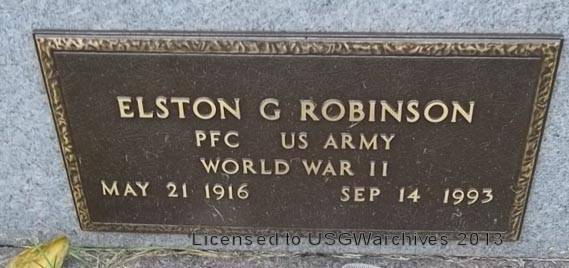 ELSTON G ROBINSON
PFC US ARMY
WORLD WAR II
MAY 21 1916 SEP 14 1993
Licensed to USGWarchives 2013